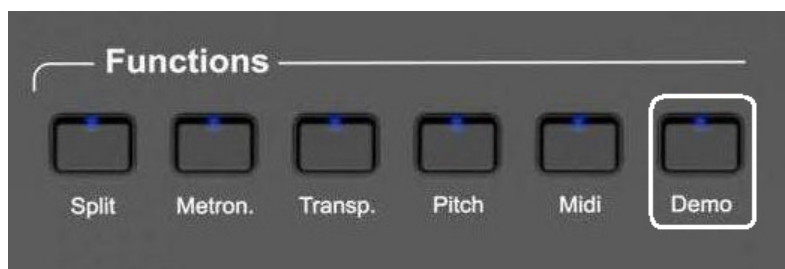 Functions
Split Metron. Transp. Pitch Midi Demo